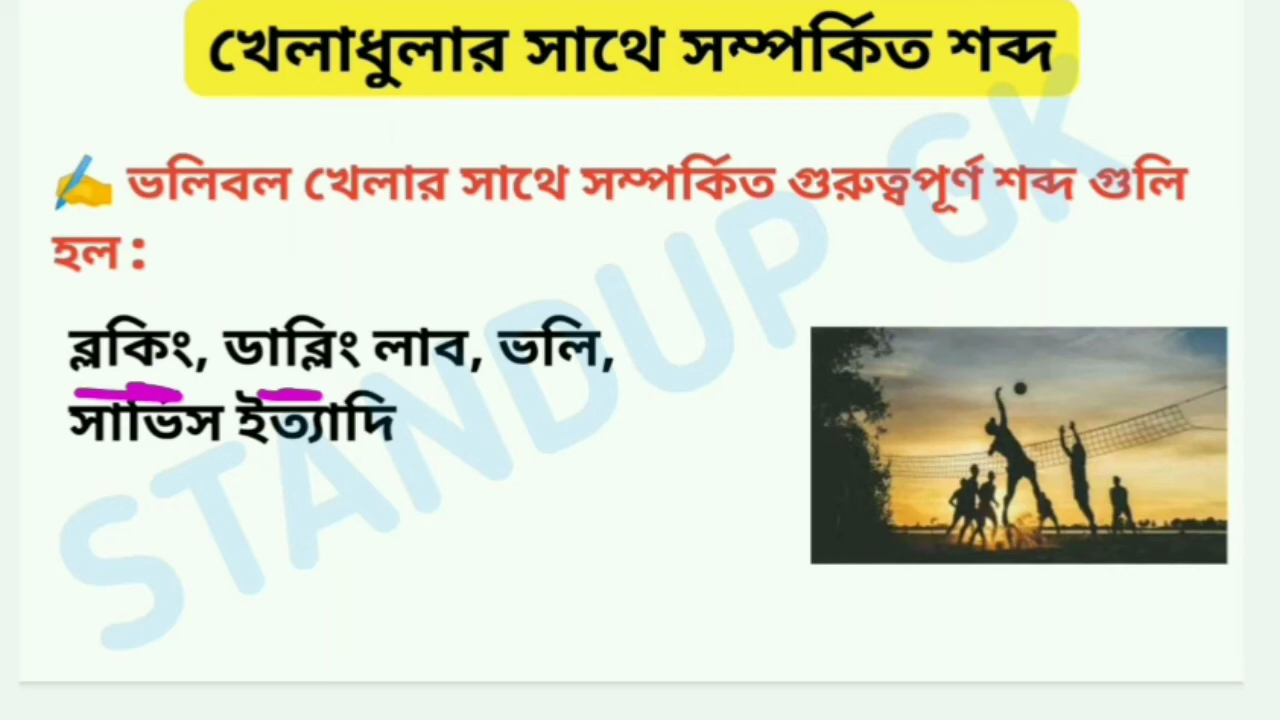 খেলাধুলার সাথে সম্পর্কিত শব্দ
✍️ ভলিবল খেলার সাথে সম্পর্কিত গুরুত্বপূর্ণ শব্দ গুলি
হল :
ব্লকিং, ডাব্লিং লাব, ভলি,
সার্ভিস ইত্যাদি
STANDUP GK